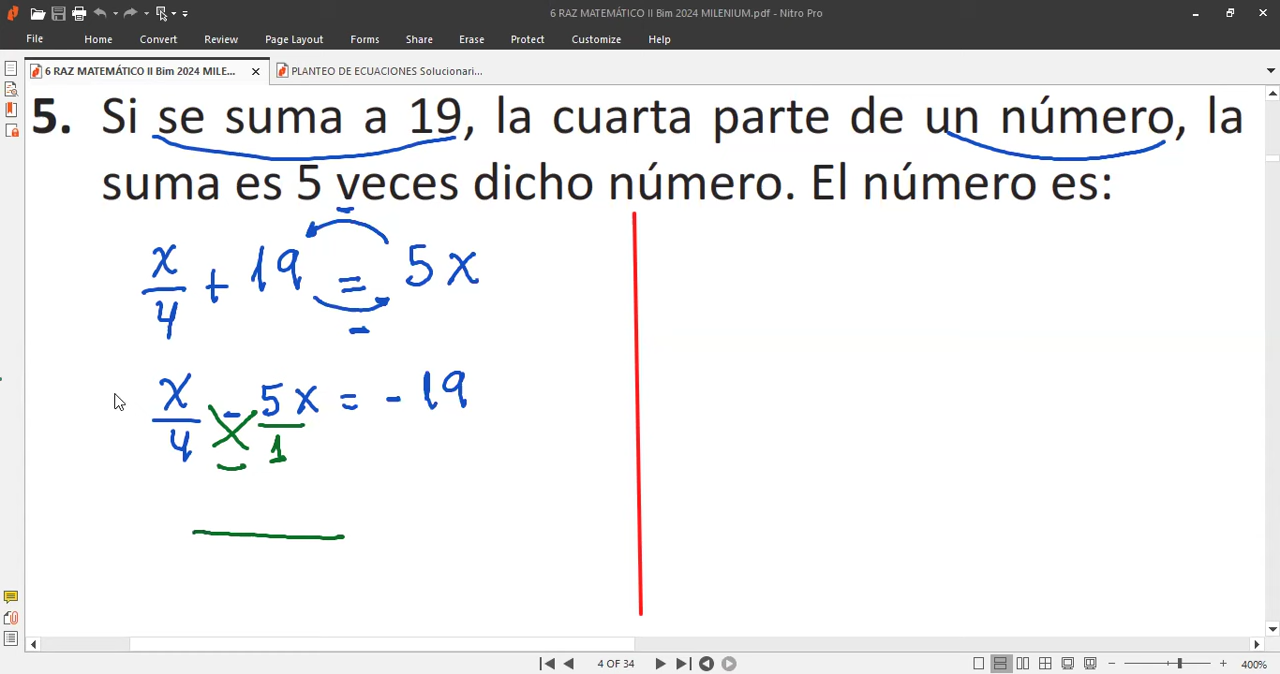 6 RAZ MATEMÁTICO II Bim 2024 MILENIUM.pdf - Nitro Pro
File Home Convert Review Page Layout Forms Share Erase Protect Customize Help
6 RAZ MATEMÁTICO II Bim 2024 MILE... × PLANTEO DE ECUACIONES Solucionari...
5. Si se suma a 19, la cuarta parte de un número, la
suma es 5 veces dicho número. El número es:
-
x/4 + 19 = 5x
-
x/4 - 5x/1 = -19
4 OF 34
400%